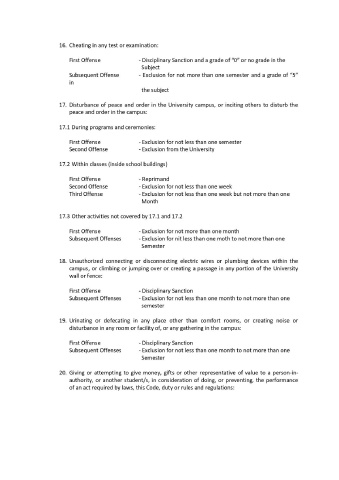 16. Cheating in any test or examination:
First Offense - Disciplinary Sanction and a grade of "0" or no grade in the
Subject
Subsequent Offense - Exclusion for not more than one semester and a grade of "5"
in
the subject
17. Disturbance of peace and order in the University campus, or inciting others to disturb the
peace and order in the campus:
17.1 During programs and ceremonies:
First Offense - Exclusion for not less than one semester
Second Offense - Exclusion from the University
17.2 Within classes (inside school buildings)
First Offense - Reprimand
Second Offense - Exclusion for not less than one week
Third Offense - Exclusion for not less than one week but not more than one
Month
17.3 Other activities not covered by 17.1 and 17.2
First Offense - Exclusion for not more than one month
Subsequent Offenses - Exclusion for nit less than one moth to not more than one
Semester
18. Unauthorized connecting or disconnecting electric wires or plumbing devices within the
campus, or climbing or jumping over or creating a passage in any portion of the University
wall or fence:
First Offense - Disciplinary Sanction
Subsequent Offenses - Exclusion for not less than one month to not more than one
semester
19. Urinating or defecating in any place other than comfort rooms, or creating noise or
disturbance in any room or facility of, or any gathering in the campus:
First Offense - Disciplinary Sanction
Subsequent Offenses - Exclusion for not less than one month to not more than one
Semester
20. Giving or attempting to give money, gifts or other representative of value to a person-in-
authority, or another student/s, in consideration of doing, or preventing, the performance
of an act required by laws, this Code, duty or rules and regulations: